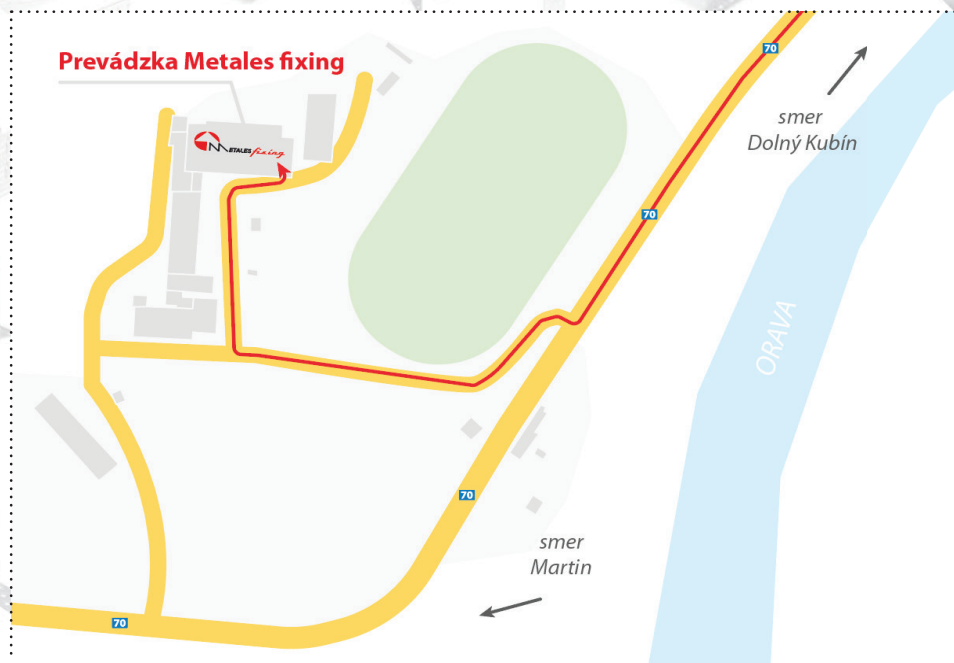 Prevádzka Metales fixing
METALES fixing
70
smer
Dolný Kubín
70
ORAVA
70
smer
Martin
70